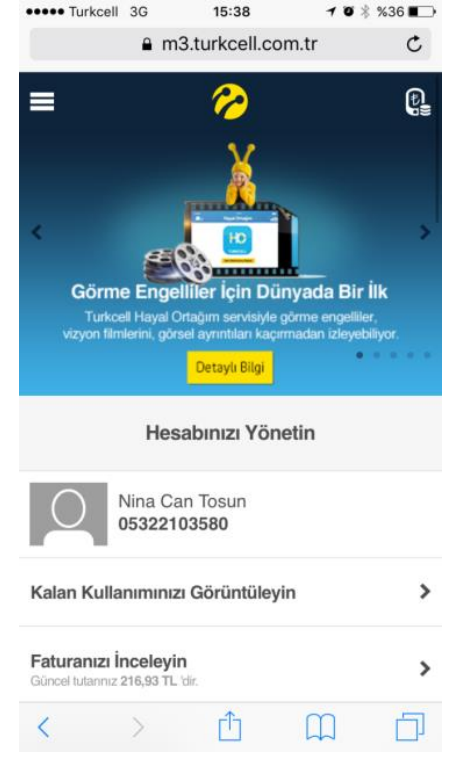 Turkcell 3G 15:38 %36
m3.turkcell.com.tr
HO
Görme Engelliler İçin Dünyada Bir İlk
Turkcell Hayal Ortağım servisiyle görme engelliler,
vizyon filmlerini, görsel ayrıntıları kaçırmadan izleyebiliyor.
Detaylı Bilgi
Hesabınızı Yönetin
Nina Can Tosun
05322103580
Kalan Kullanımınızı Görüntüleyin
Faturanızı İnceleyin
Güncel tutarınız 216,93 TL 'dir.